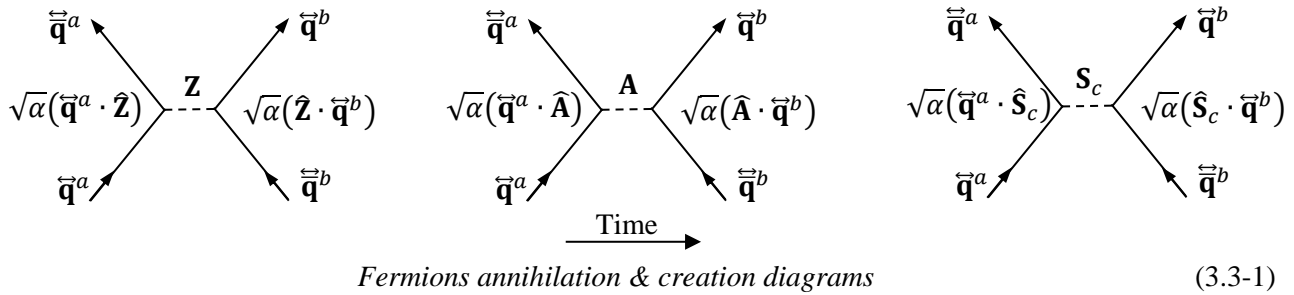 q̿⃡ᵃ q⃡ᵇ q̿⃡ᵃ q⃡ᵇ q̿⃡ᵃ q⃡ᵇ
Z A S_c
√α(q⃡ᵃ · Ẑ) √α(Ẑ · q⃡ᵇ) √α(q⃡ᵃ · Â) √α(Â · q⃡ᵇ) √α(q⃡ᵃ · Ŝ_c) √α(Ŝ_c · q⃡ᵇ)
q⃡ᵃ q̿⃡ᵇ q⃡ᵃ q̿⃡ᵇ q⃡ᵃ q̿⃡ᵇ
Time
Fermions annihilation & creation diagrams (3.3-1)